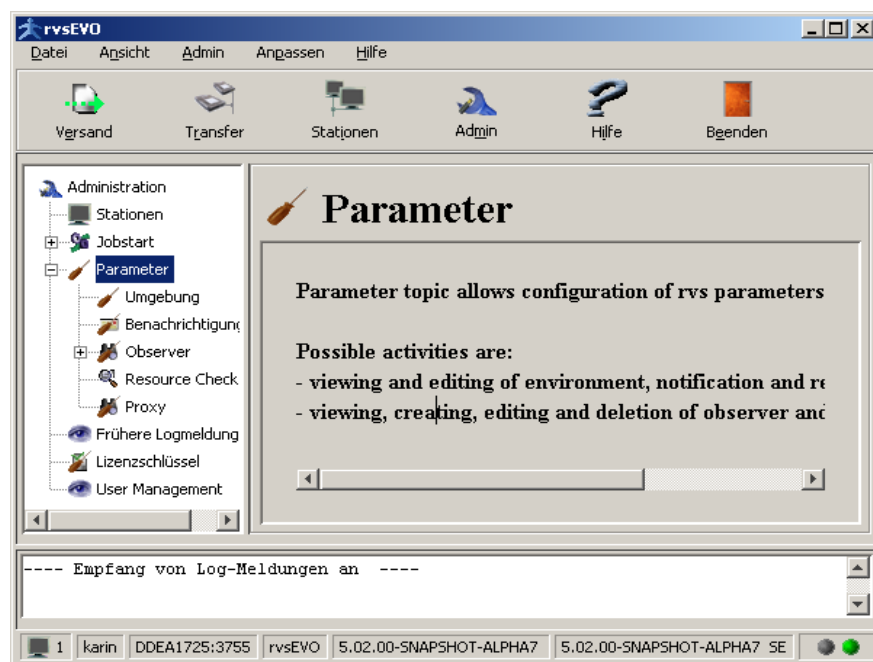 rvsEVO
Datei Ansicht Admin Anpassen Hilfe
Versand Transfer Stationen Admin Hilfe Beenden
Administration
Stationen
Jobstart
Parameter
Umgebung
Benachrichtigung
Observer
Resource Check
Proxy
Frühere Logmeldung
Lizenzschlüssel
User Management
Parameter
Parameter topic allows configuration of rvs parameters
Possible activities are:
- viewing and editing of environment, notification and re
- viewing, creating, editing and deletion of observer and
---- Empfang von Log-Meldungen an ----
1 karin DDEA1725:3755 rvsEVO 5.02.00-SNAPSHOT-ALPHA7 5.02.00-SNAPSHOT-ALPHA7 SE